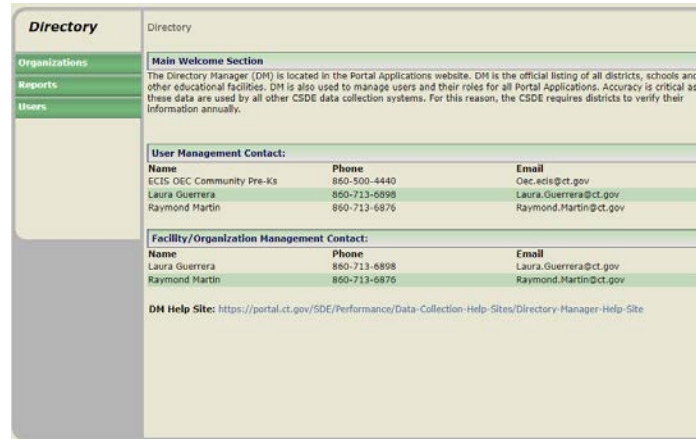 Directory
Directory
Organizations
Reports
Users
Main Welcome Section
The Directory Manager (DM) is located in the Portal Applications website. DM is the official listing of all districts, schools and
other educational facilities. DM is also used to manage users and their roles for all Portal Applications. Accuracy is critical as
these data are used by all other CSDE data collection systems. For this reason, the CSDE requires districts to verify their
information annually.
User Management Contact:
Name Phone Email
ECIS OEC Community Pre-Ks 860-500-4440 Oec.ecis@ct.gov
Laura Guerrera 860-713-6898 Laura.Guerrera@ct.gov
Raymond Martin 860-713-6876 Raymond.Martin@ct.gov
Facility/Organization Management Contact:
Name Phone Email
Laura Guerrera 860-713-6898 Laura.Guerrera@ct.gov
Raymond Martin 860-713-6876 Raymond.Martin@ct.gov
DM Help Site: https://portal.ct.gov/SDE/Performance/Data-Collection-Help-Sites/Directory-Manager-Help-Site